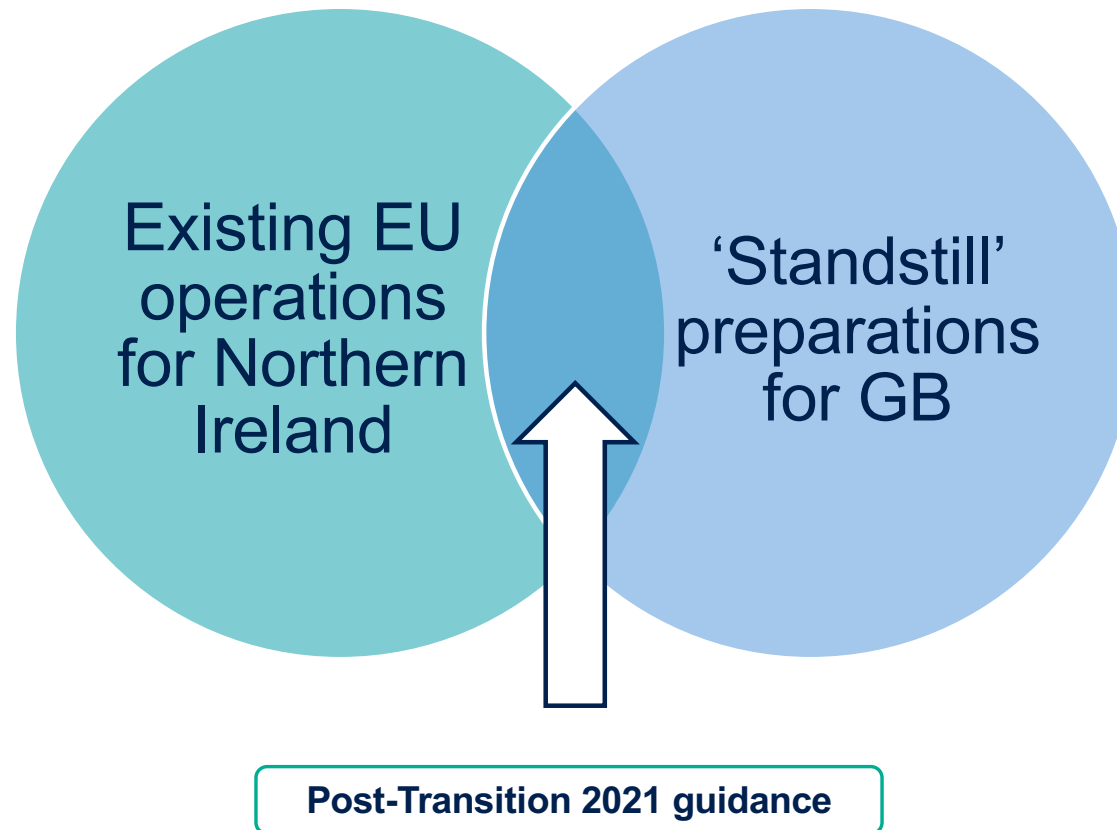 Existing EU
operations
for Northern
Ireland
‘Standstill’
preparations
for GB
Post-Transition 2021 guidance